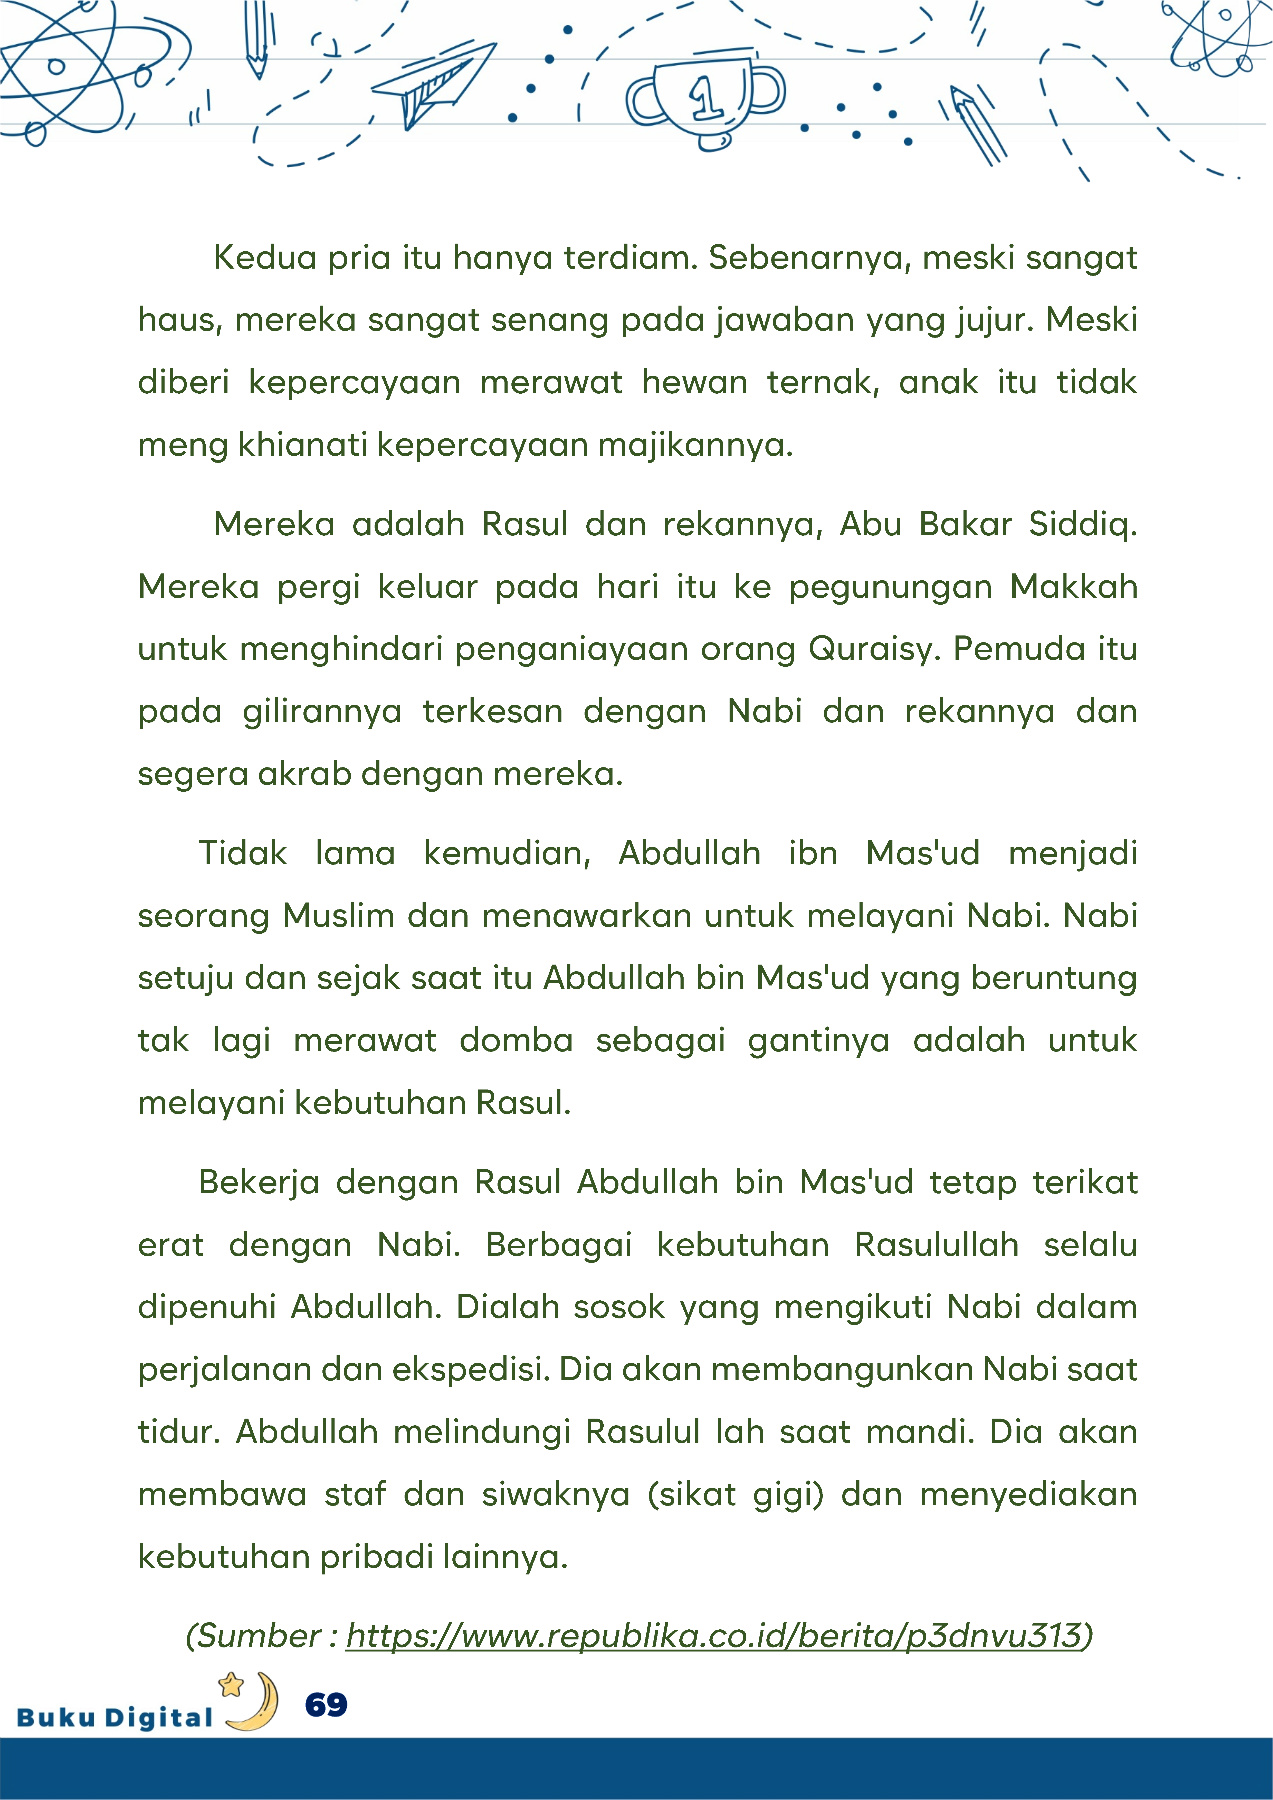 1
Kedua pria itu hanya terdiam. Sebenarnya, meski sangat
haus, mereka sangat senang pada jawaban yang jujur. Meski
diberi kepercayaan merawat hewan ternak, anak itu tidak
meng khianati kepercayaan majikannya.
Mereka adalah Rasul dan rekannya, Abu Bakar Siddiq.
Mereka pergi keluar pada hari itu ke pegunungan Makkah
untuk menghindari penganiayaan orang Quraisy. Pemuda itu
pada gilirannya terkesan dengan Nabi dan rekannya dan
segera akrab dengan mereka.
Tidak lama kemudian, Abdullah ibn Mas'ud menjadi
seorang Muslim dan menawarkan untuk melayani Nabi. Nabi
setuju dan sejak saat itu Abdullah bin Mas'ud yang beruntung
tak lagi merawat domba sebagai gantinya adalah untuk
melayani kebutuhan Rasul.
Bekerja dengan Rasul Abdullah bin Mas'ud tetap terikat
erat dengan Nabi. Berbagai kebutuhan Rasulullah selalu
dipenuhi Abdullah. Dialah sosok yang mengikuti Nabi dalam
perjalanan dan ekspedisi. Dia akan membangunkan Nabi saat
tidur. Abdullah melindungi Rasulul lah saat mandi. Dia akan
membawa staf dan siwaknya (sikat gigi) dan menyediakan
kebutuhan pribadi lainnya.
(Sumber : https://www.republika.co.id/berita/p3dnvu313)
Buku Digital 69